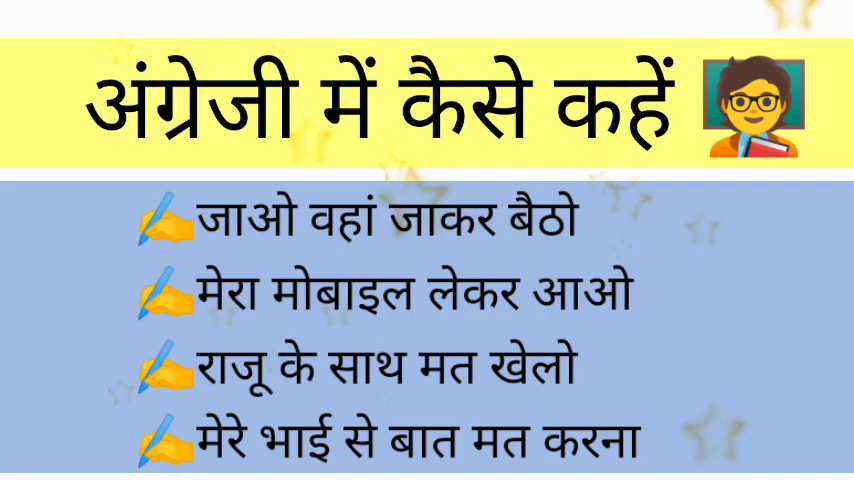 अंग्रेजी में कैसे कहें
जाओ वहां जाकर बैठो
मेरा मोबाइल लेकर आओ
राजू के साथ मत खेलो
मेरे भाई से बात मत करना